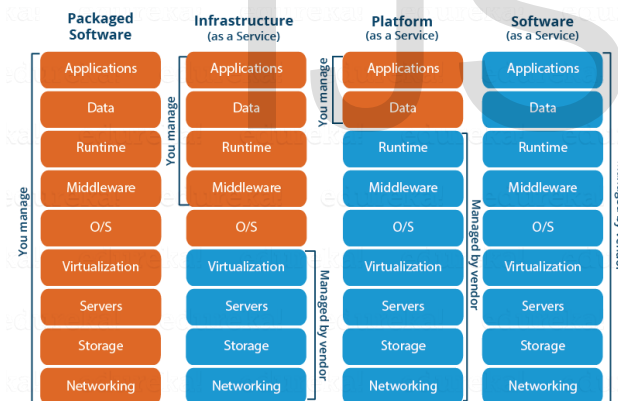 Packaged
Software
Infrastructure
(as a Service)
Platform
(as a Service)
Software
(as a Service)
You manage
Applications
Data
Runtime
Middleware
O/S
Virtualization
Servers
Storage
Networking
You manage
Applications
Data
Runtime
Middleware
O/S
Virtualization
Servers
Storage
Networking
Managed by vendor
You manage
Applications
Data
Runtime
Middleware
O/S
Virtualization
Servers
Storage
Networking
Managed by vendor
Applications
Data
Runtime
Middleware
O/S
Virtualization
Servers
Storage
Networking